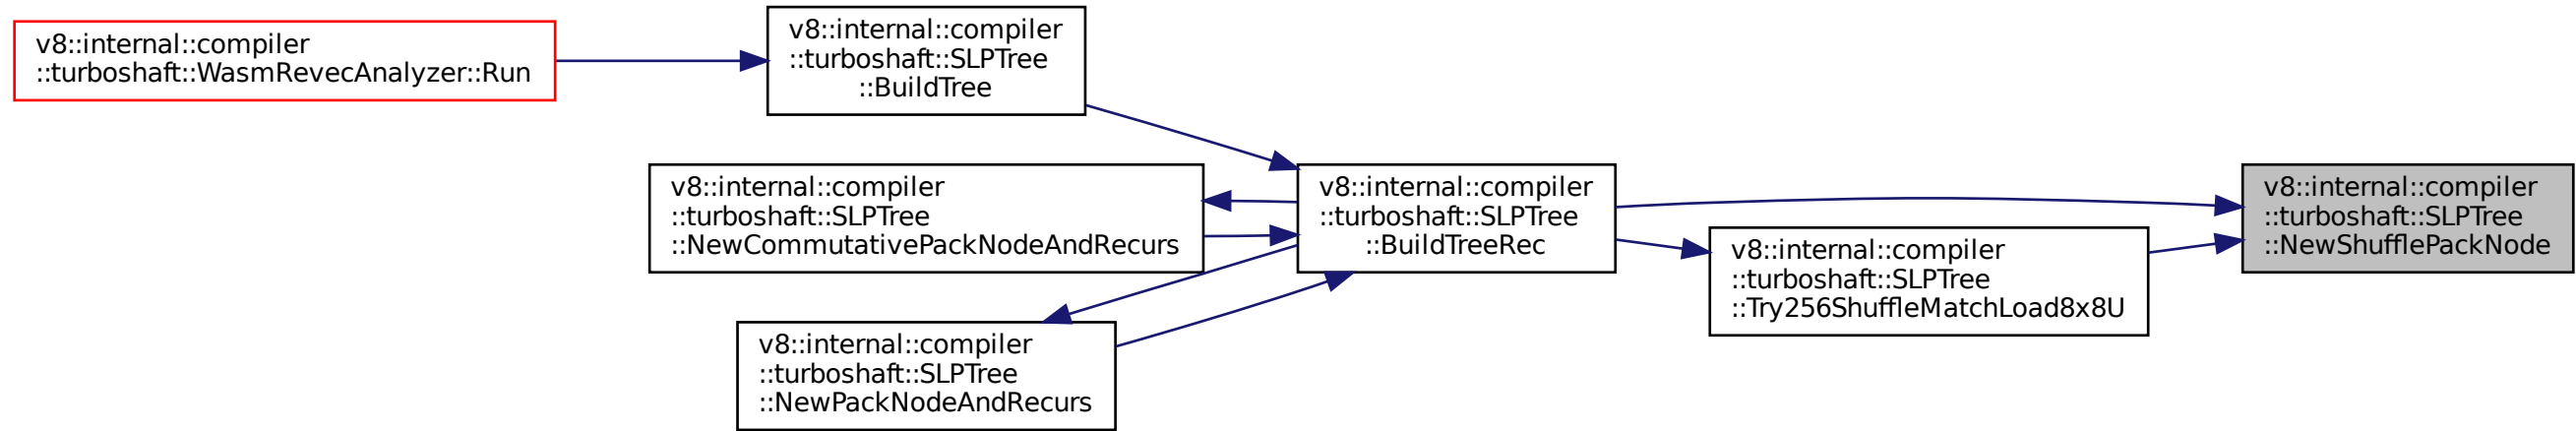 v8::internal::compiler
::turboshaft::WasmRevecAnalyzer::Run
v8::internal::compiler
::turboshaft::SLPTree
::BuildTree
v8::internal::compiler
::turboshaft::SLPTree
::NewCommutativePackNodeAndRecurs
v8::internal::compiler
::turboshaft::SLPTree
::NewPackNodeAndRecurs
v8::internal::compiler
::turboshaft::SLPTree
::BuildTreeRec
v8::internal::compiler
::turboshaft::SLPTree
::Try256ShuffleMatchLoad8x8U
v8::internal::compiler
::turboshaft::SLPTree
::NewShufflePackNode